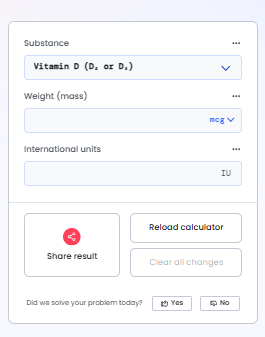 Substance
Vitamin D (D₂ or D₃)
Weight (mass)
mcg
International units
IU
Share result
Reload calculator
Clear all changes
Did we solve your problem today?
Yes
No